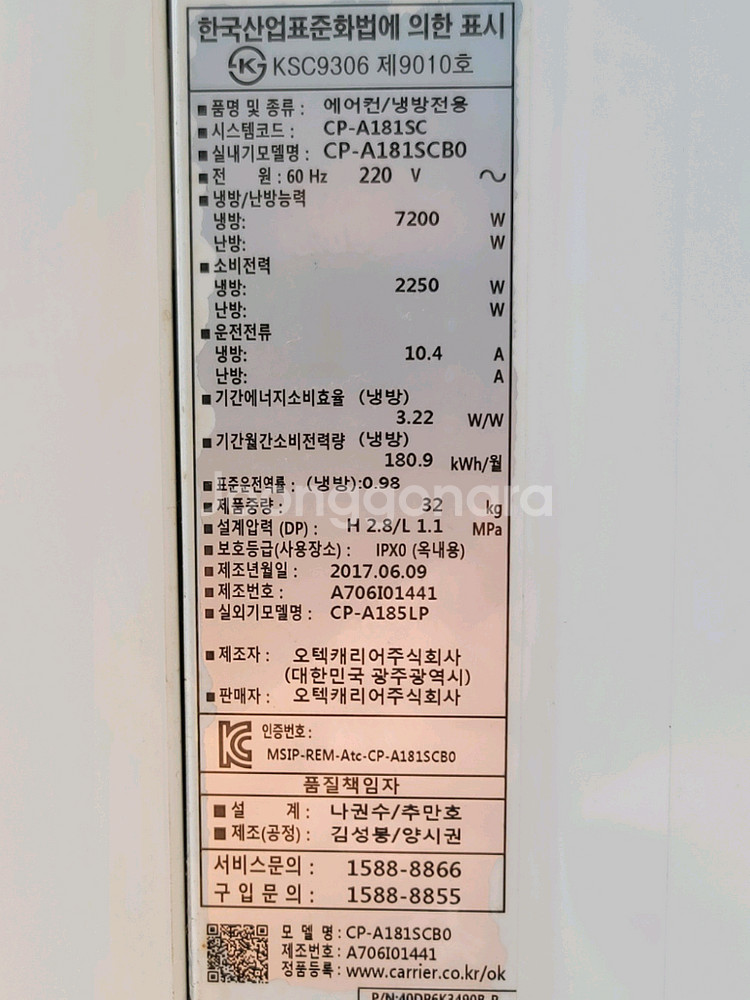 한국산업표준화법에 의한 표시
KSC9306 제9010호
■ 품명 및 종류 : 에어컨/냉방전용
■ 시스템코드 : CP-A181SC
■ 실내기모델명 : CP-A181SCB0
■ 전 원 : 60 Hz 220 V ~
■ 냉방/난방능력
냉방: 7200 W
난방: W
■ 소비전력
냉방: 2250 W
난방: W
■ 운전전류
냉방: 10.4 A
난방: A
■ 기간에너지소비효율 (냉방)
3.22 W/W
■ 기간월간소비전력량 (냉방)
180.9 kWh/월
■ 표준운전역률 : (냉방):0.98
■ 제품중량 : 32 kg
■ 설계압력 (DP) : H 2.8/L 1.1 MPa
■ 보호등급(사용장소) : IPX0 (옥내용)
■ 제조년월일 : 2017.06.09
■ 제조번호 : A706I01441
■ 실외기모델명 : CP-A185LP
■ 제조자 : 오텍캐리어주식회사
(대한민국 광주광역시)
■ 판매자 : 오텍캐리어주식회사
인증번호 :
MSIP-REM-Atc-CP-A181SCB0
품질책임자
■ 설 계 : 나권수/추만호
■ 제조(공정) : 김성봉/양시권
서비스문의 : 1588-8866
구 입 문 의 : 1588-8855
모 델 명 : CP-A181SCB0
제조번호 : A706I01441
정품등록 : www.carrier.co.kr/ok
Joonggonara